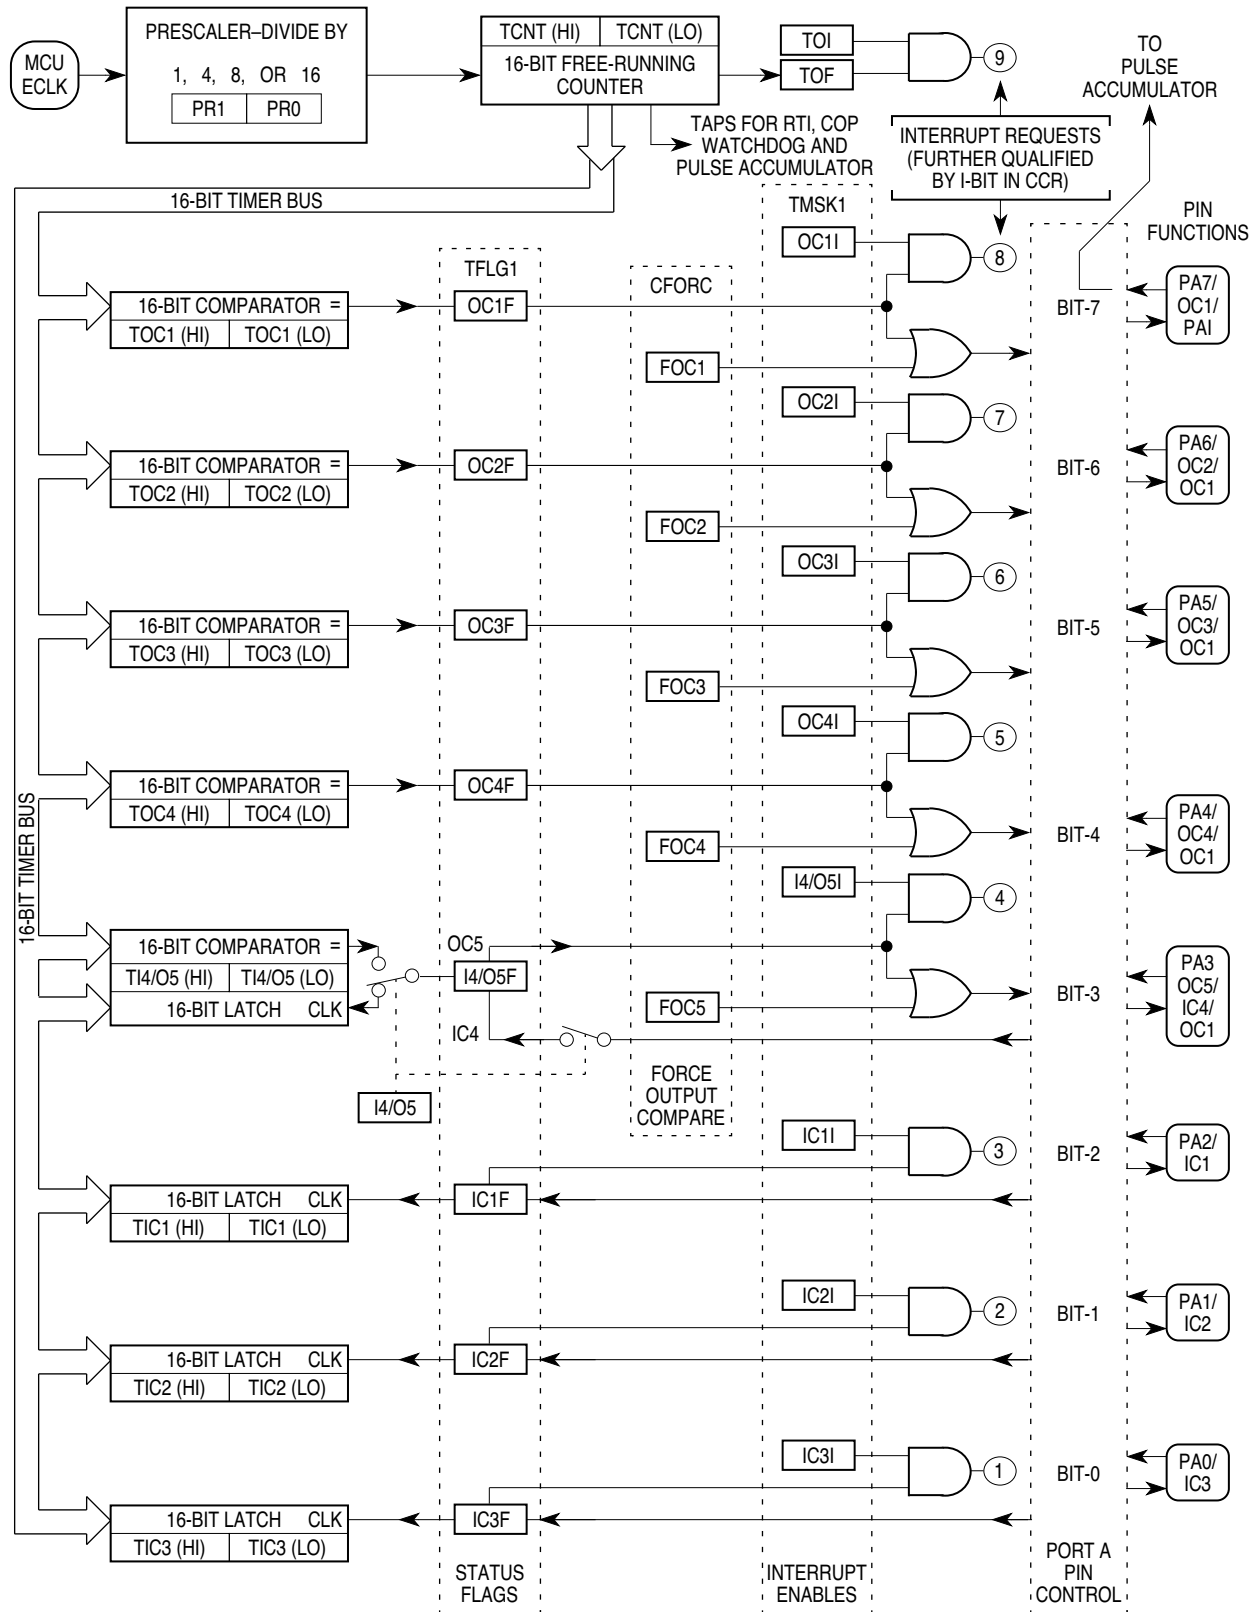 MCU
ECLK
PRESCALER–DIVIDE BY
1, 4, 8, OR 16
PR1 PR0
TCNT (HI) TCNT (LO)
16-BIT FREE-RUNNING
COUNTER
TOI
TOF
9
TO
PULSE
ACCUMULATOR
TAPS FOR RTI, COP
WATCHDOG AND
PULSE ACCUMULATOR
INTERRUPT REQUESTS
(FURTHER QUALIFIED
BY I-BIT IN CCR)
16-BIT TIMER BUS
TMSK1
PIN
FUNCTIONS
TFLG1
CFORC
OC1I
8
16-BIT COMPARATOR =
TOC1 (HI) TOC1 (LO)
OC1F
FOC1
BIT-7
PA7/
OC1/
PAI
OC2I
7
16-BIT COMPARATOR =
TOC2 (HI) TOC2 (LO)
OC2F
FOC2
BIT-6
PA6/
OC2/
OC1
OC3I
6
16-BIT COMPARATOR =
TOC3 (HI) TOC3 (LO)
OC3F
FOC3
BIT-5
PA5/
OC3/
OC1
OC4I
5
16-BIT COMPARATOR =
TOC4 (HI) TOC4 (LO)
OC4F
FOC4
BIT-4
PA4/
OC4/
OC1
16-BIT TIMER BUS
I4/O5I
4
16-BIT COMPARATOR =
TI4/O5 (HI) TI4/O5 (LO)
16-BIT LATCH CLK
OC5
I4/O5F
IC4
FOC5
BIT-3
PA3
OC5/
IC4/
OC1
I4/O5
FORCE
OUTPUT
COMPARE
IC1I
3
BIT-2
PA2/
IC1
16-BIT LATCH CLK
TIC1 (HI) TIC1 (LO)
IC1F
IC2I
2
BIT-1
PA1/
IC2
16-BIT LATCH CLK
TIC2 (HI) TIC2 (LO)
IC2F
IC3I
1
BIT-0
PA0/
IC3
16-BIT LATCH CLK
TIC3 (HI) TIC3 (LO)
IC3F
STATUS
FLAGS
INTERRUPT
ENABLES
PORT A
PIN
CONTROL